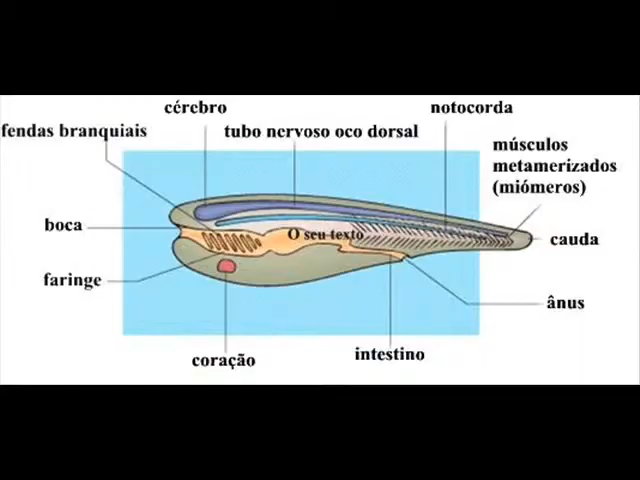 cérebro
notocorda
fendas branquiais
tubo nervoso oco dorsal
músculos
metamerizados
(miómeros)
boca
O seu texto
cauda
faringe
ânus
coração
intestino